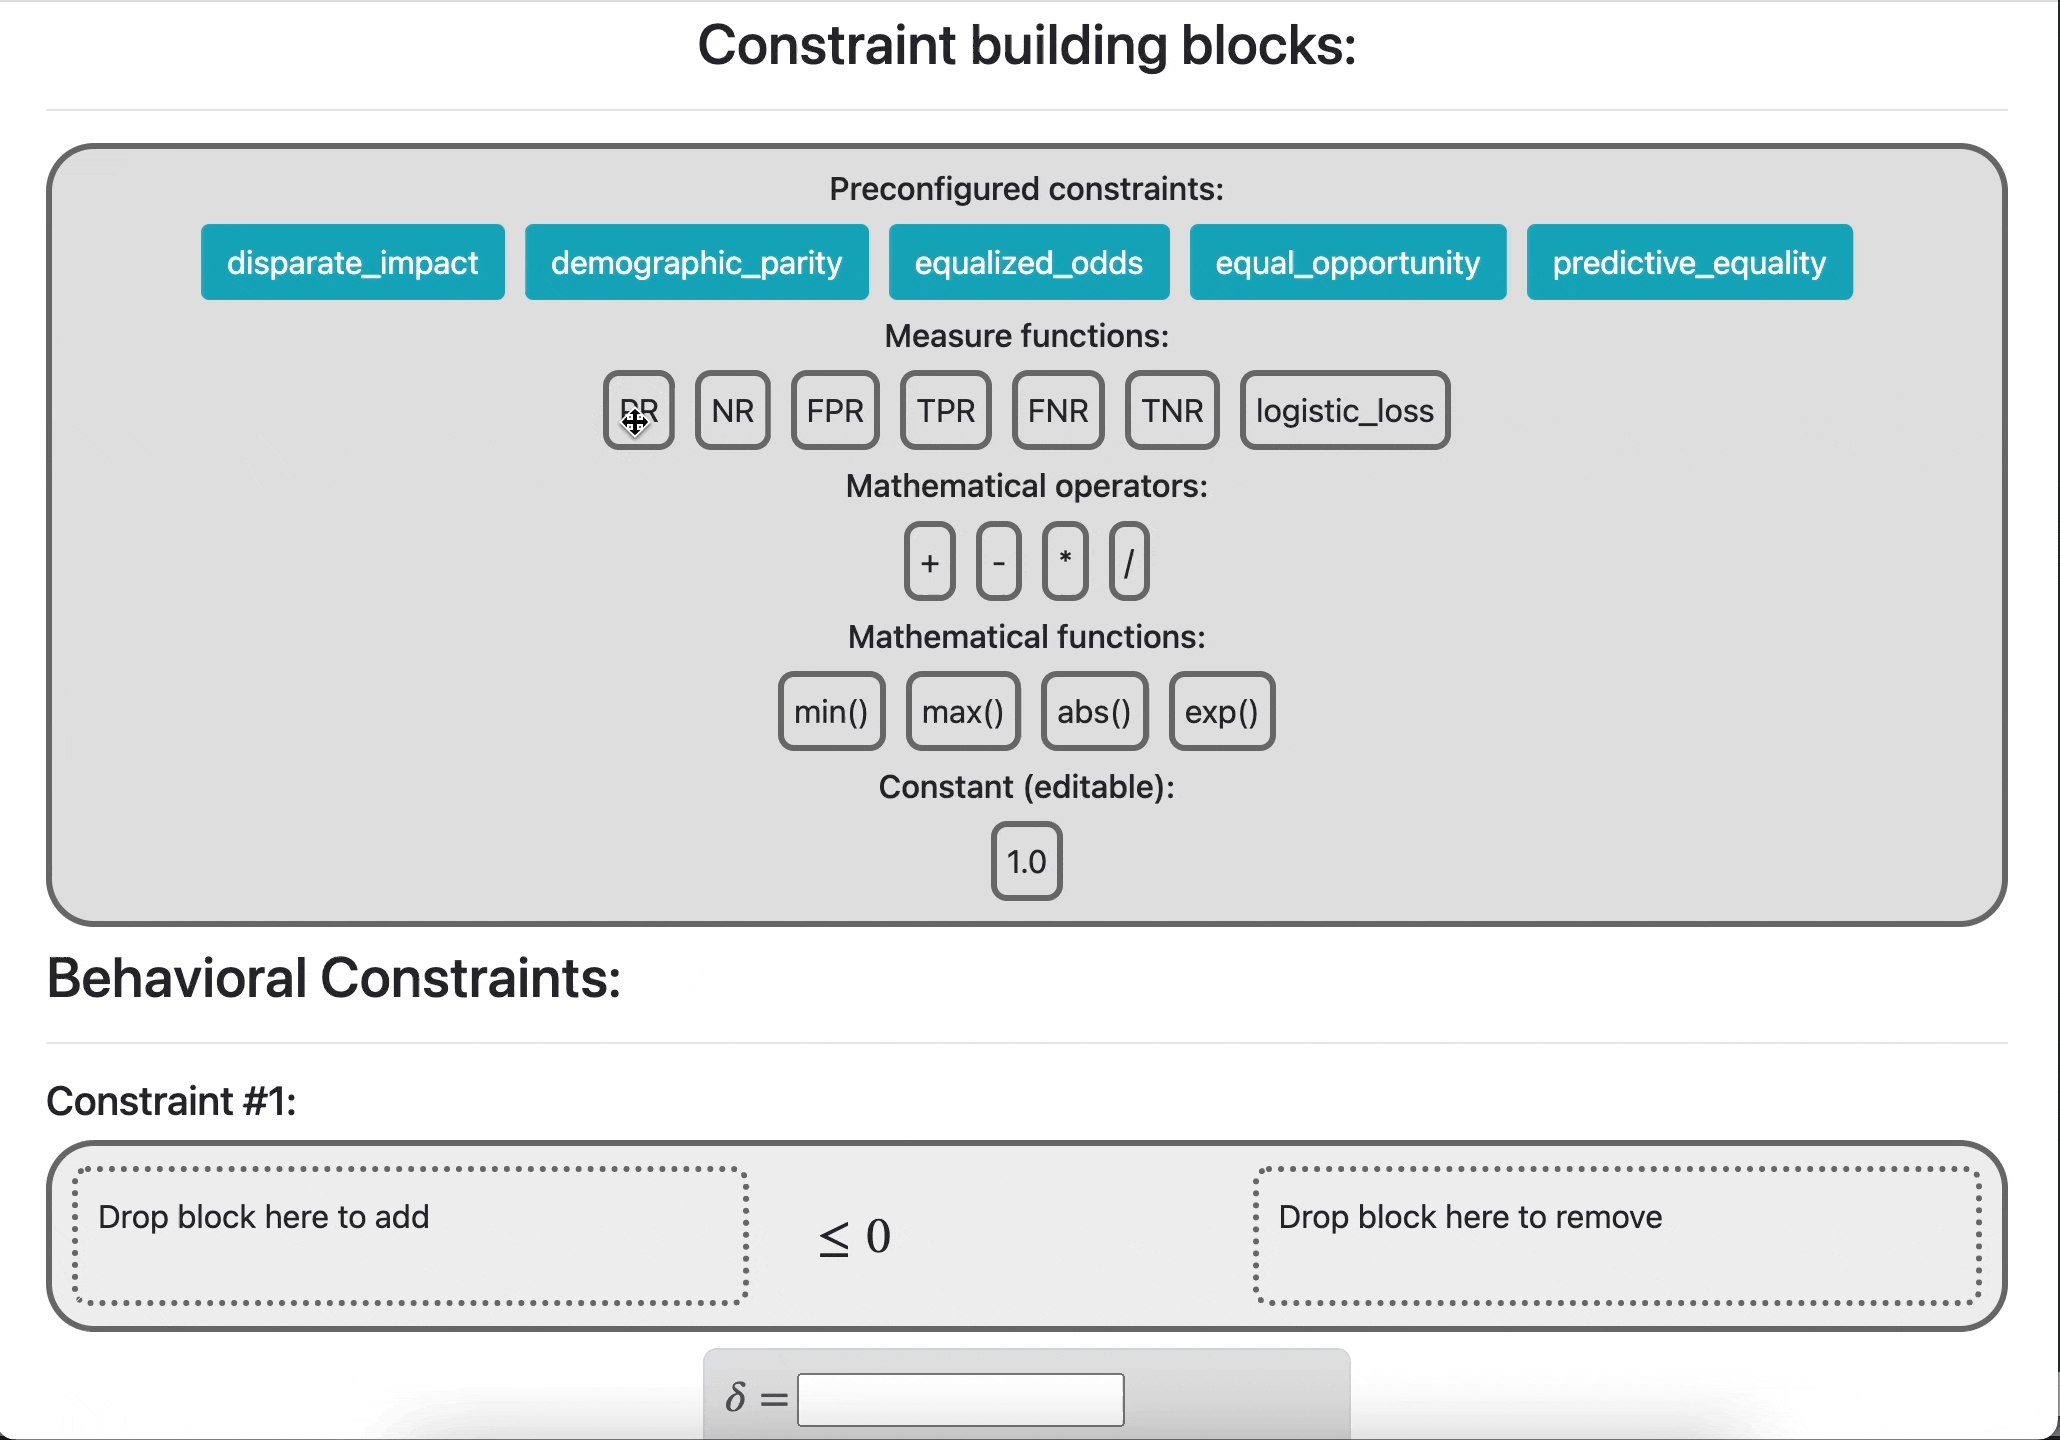 Constraint building blocks:
Preconfigured constraints:
disparate_impact demographic_parity equalized_odds equal_opportunity predictive_equality
Measure functions:
PR NR FPR TPR FNR TNR logistic_loss
Mathematical operators:
+ - * /
Mathematical functions:
min() max() abs() exp()
Constant (editable):
1.0
Behavioral Constraints:
Constraint #1:
Drop block here to add ≤ 0 Drop block here to remove
δ =